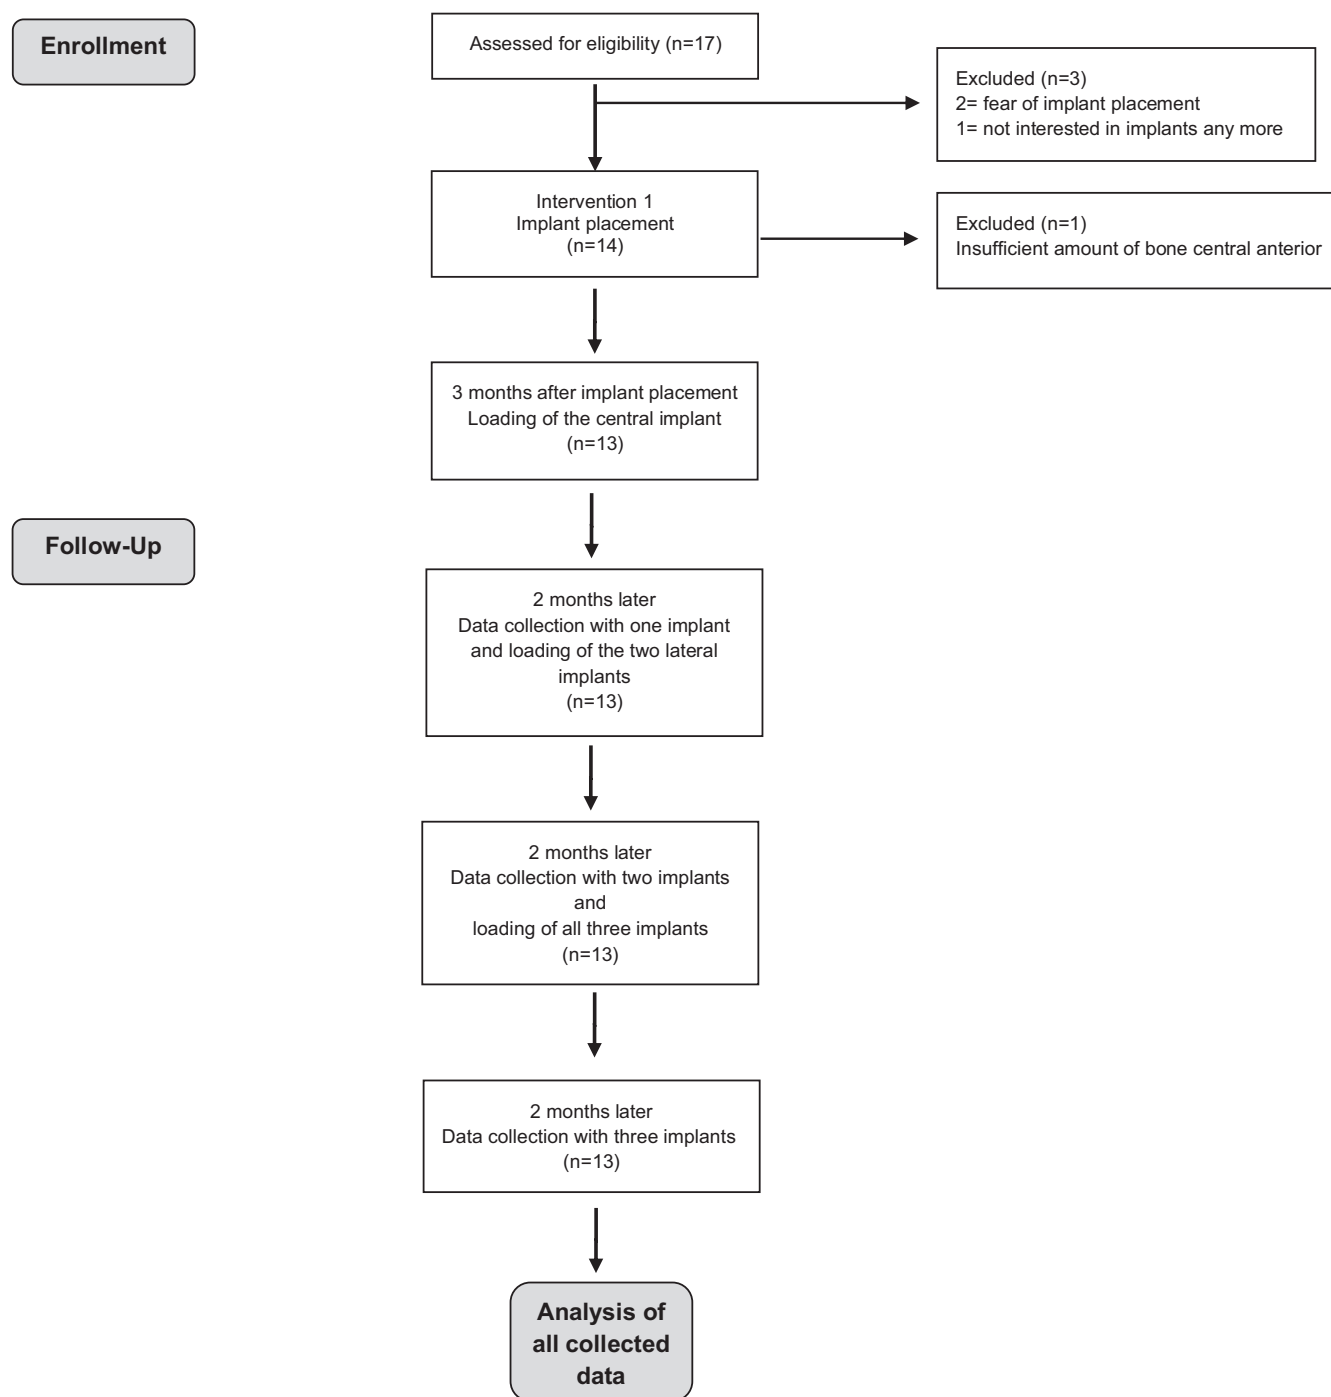 Enrollment
Assessed for eligibility (n=17)
Excluded (n=3)
2= fear of implant placement
1= not interested in implants any more
Intervention 1
Implant placement
(n=14)
Excluded (n=1)
Insufficient amount of bone central anterior
3 months after implant placement
Loading of the central implant
(n=13)
Follow-Up
2 months later
Data collection with one implant
and loading of the two lateral
implants
(n=13)
2 months later
Data collection with two implants
and
loading of all three implants
(n=13)
2 months later
Data collection with three implants
(n=13)
Analysis of
all collected
data